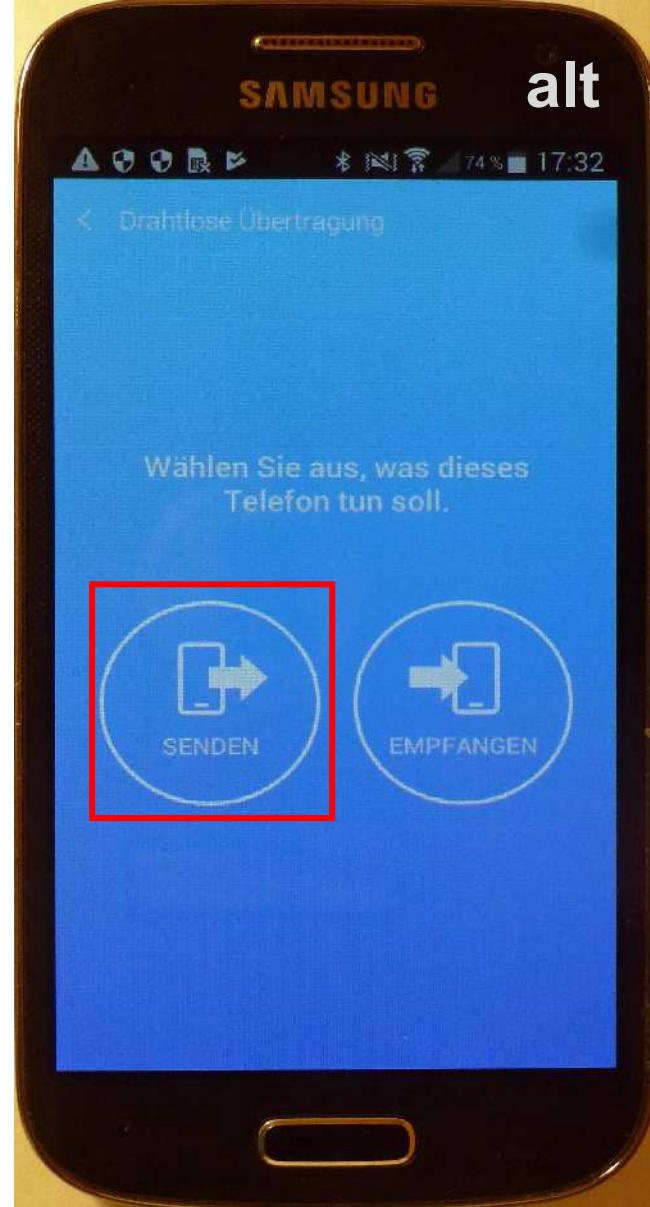 SAMSUNG
alt
74 % 17:32
< Drahtlose Übertragung
Wählen Sie aus, was dieses
Telefon tun soll.
SENDEN
EMPFANGEN